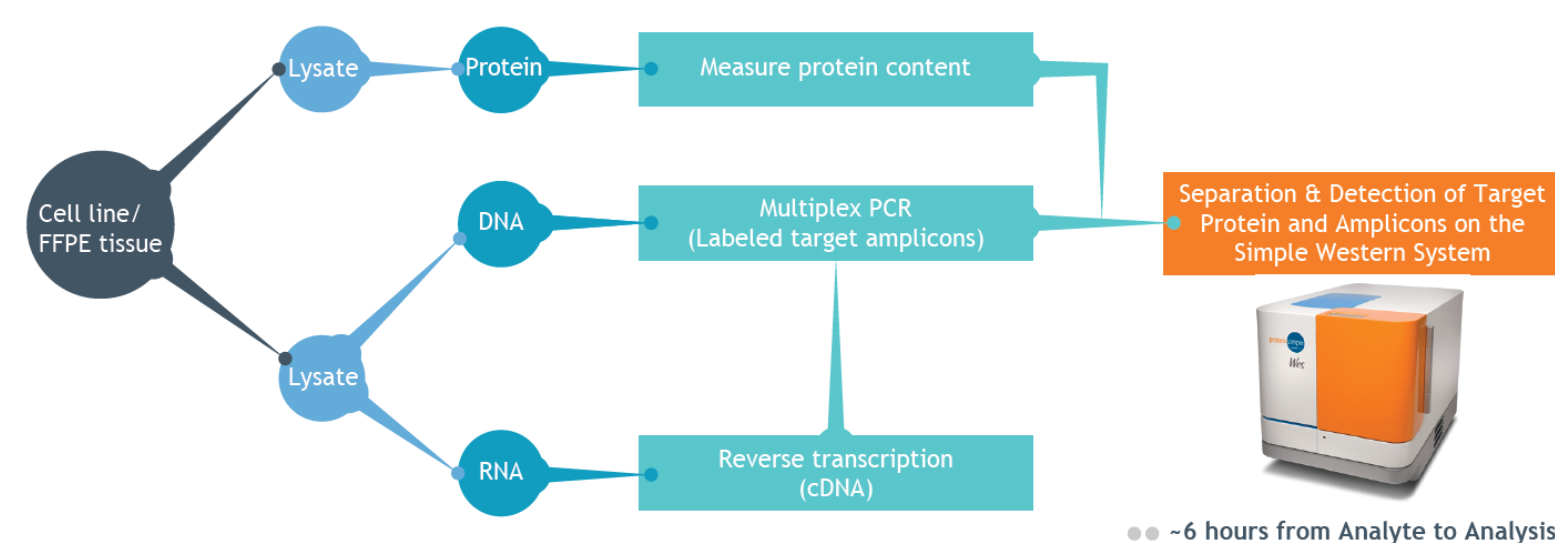 Lysate
Protein
Measure protein content
Cell line/
FFPE tissue
DNA
Multiplex PCR
(Labeled target amplicons)
Separation & Detection of Target
Protein and Amplicons on the
Simple Western System
Lysate
RNA
Reverse transcription
(cDNA)
proteinsimple
Wes
~6 hours from Analyte to Analysis